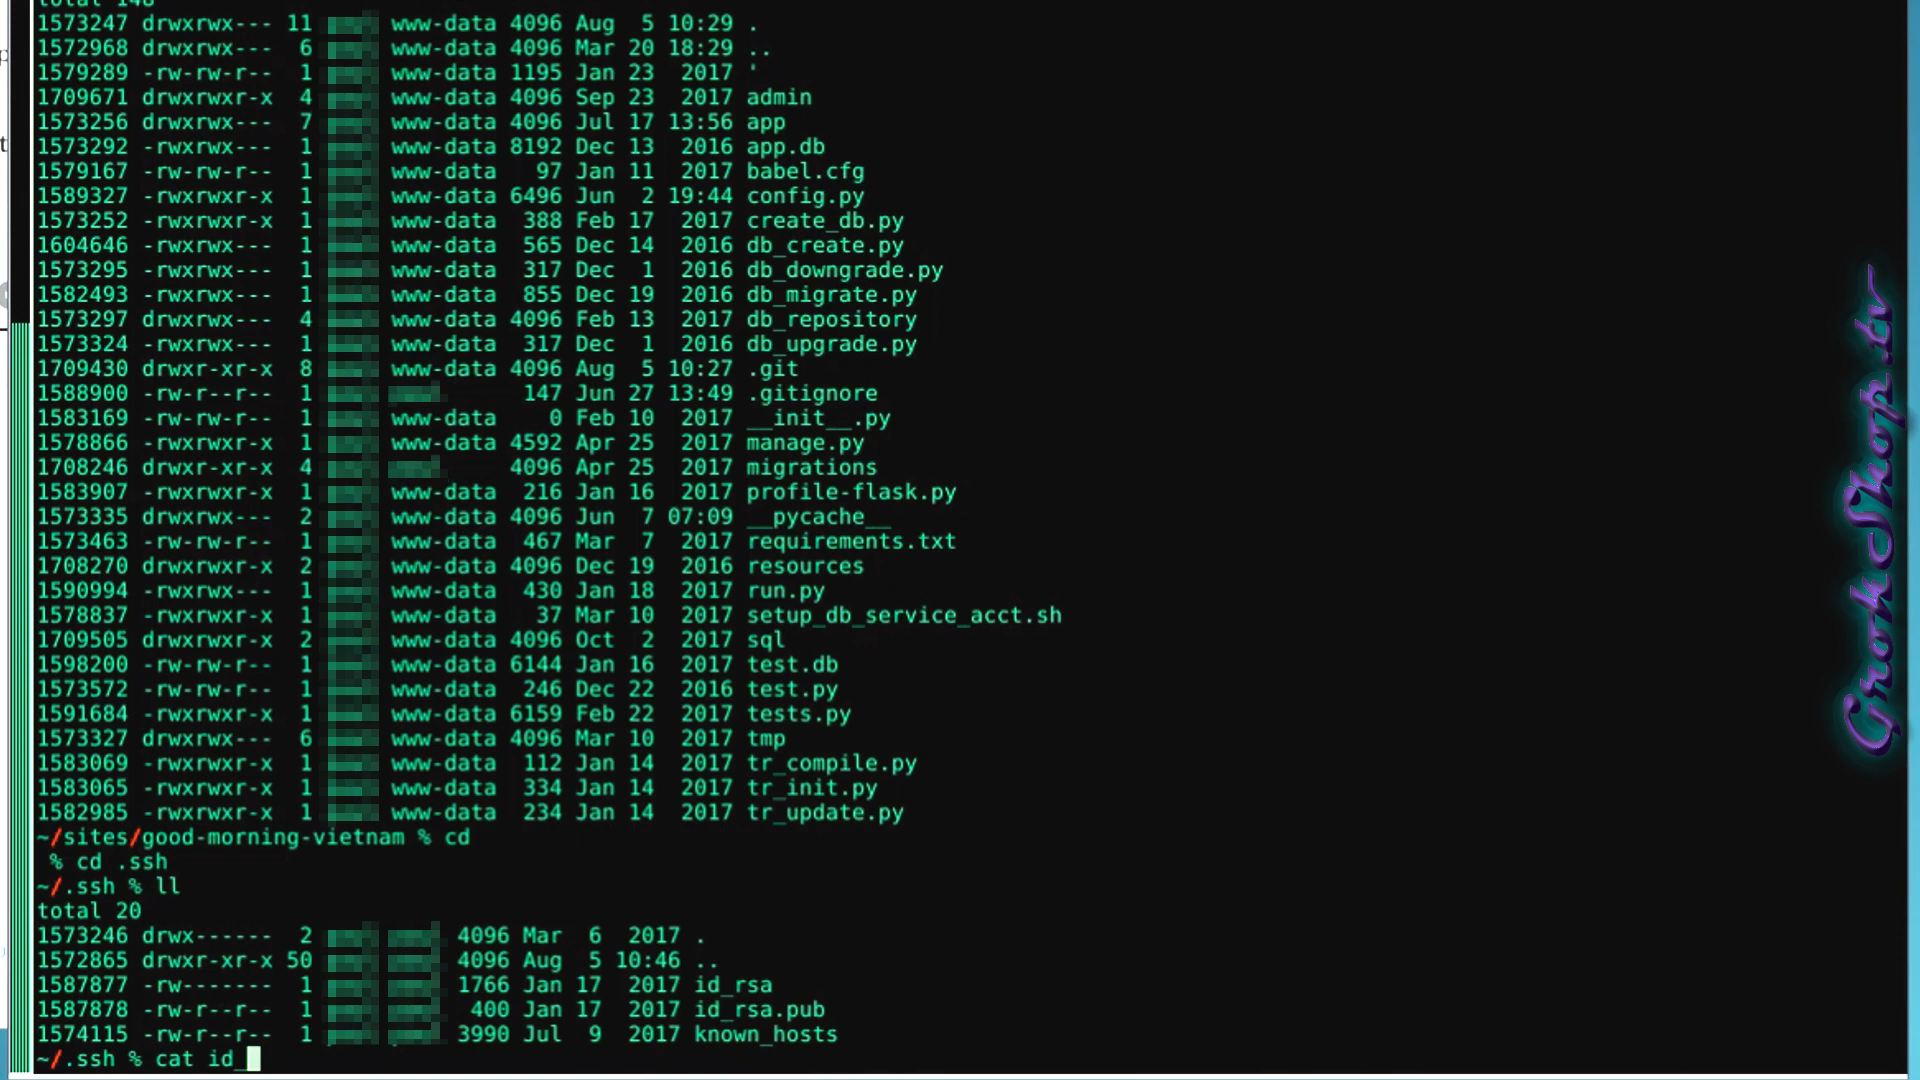 total 148
1573247 drwxrwx--- 11 www-data 4096 Aug 5 10:29 .
1572968 drwxrwx--- 6 www-data 4096 Mar 20 18:29 ..
1579289 -rw-rw-r-- 1 www-data 1195 Jan 23 2017 '
1709671 drwxrwxr-x 4 www-data 4096 Sep 23 2017 admin
1573256 drwxrwx--- 7 www-data 4096 Jul 17 13:56 app
1573292 -rwxrwx--- 1 www-data 8192 Dec 13 2016 app.db
1579167 -rw-rw-r-- 1 www-data 97 Jan 11 2017 babel.cfg
1589327 -rwxrwxr-x 1 www-data 6496 Jun 2 19:44 config.py
1573252 -rwxrwxr-x 1 www-data 388 Feb 17 2017 create_db.py
1604646 -rwxrwx--- 1 www-data 565 Dec 14 2016 db_create.py
1573295 -rwxrwx--- 1 www-data 317 Dec 1 2016 db_downgrade.py
1582493 -rwxrwx--- 1 www-data 855 Dec 19 2016 db_migrate.py
1573297 drwxrwx--- 4 www-data 4096 Feb 13 2017 db_repository
1573324 -rwxrwx--- 1 www-data 317 Dec 1 2016 db_upgrade.py
1709430 drwxr-xr-x 8 www-data 4096 Aug 5 10:27 .git
1588900 -rw-r--r-- 1 147 Jun 27 13:49 .gitignore
1583169 -rw-rw-r-- 1 www-data 0 Feb 10 2017 __init__.py
1578866 -rwxrwxr-x 1 www-data 4592 Apr 25 2017 manage.py
1708246 drwxr-xr-x 4 4096 Apr 25 2017 migrations
1583907 -rwxrwxr-x 1 www-data 216 Jan 16 2017 profile-flask.py
1573335 drwxrwx--- 2 www-data 4096 Jun 7 07:09 __pycache__
1573463 -rw-rw-r-- 1 www-data 467 Mar 7 2017 requirements.txt
1708270 drwxrwxr-x 2 www-data 4096 Dec 19 2016 resources
1590994 -rwxrwx--- 1 www-data 430 Jan 18 2017 run.py
1578837 -rwxrwxr-x 1 www-data 37 Mar 10 2017 setup_db_service_acct.sh
1709505 drwxrwxr-x 2 www-data 4096 Oct 2 2017 sql
1598200 -rw-rw-r-- 1 www-data 6144 Jan 16 2017 test.db
1573572 -rw-rw-r-- 1 www-data 246 Dec 22 2016 test.py
1591684 -rwxrwxr-x 1 www-data 6159 Feb 22 2017 tests.py
1573327 drwxrwx--- 6 www-data 4096 Mar 10 2017 tmp
1583069 -rwxrwxr-x 1 www-data 112 Jan 14 2017 tr_compile.py
1583065 -rwxrwxr-x 1 www-data 334 Jan 14 2017 tr_init.py
1582985 -rwxrwxr-x 1 www-data 234 Jan 14 2017 tr_update.py
~/sites/good-morning-vietnam % cd
% cd .ssh
~/.ssh % ll
total 20
1573246 drwx------ 2 4096 Mar 6 2017 .
1572865 drwxr-xr-x 50 4096 Aug 5 10:46 ..
1587877 -rw------- 1 1766 Jan 17 2017 id_rsa
1587878 -rw-r--r-- 1 400 Jan 17 2017 id_rsa.pub
1574115 -rw-r--r-- 1 3990 Jul 9 2017 known_hosts
~/.ssh % cat id_
GrokShop.tv